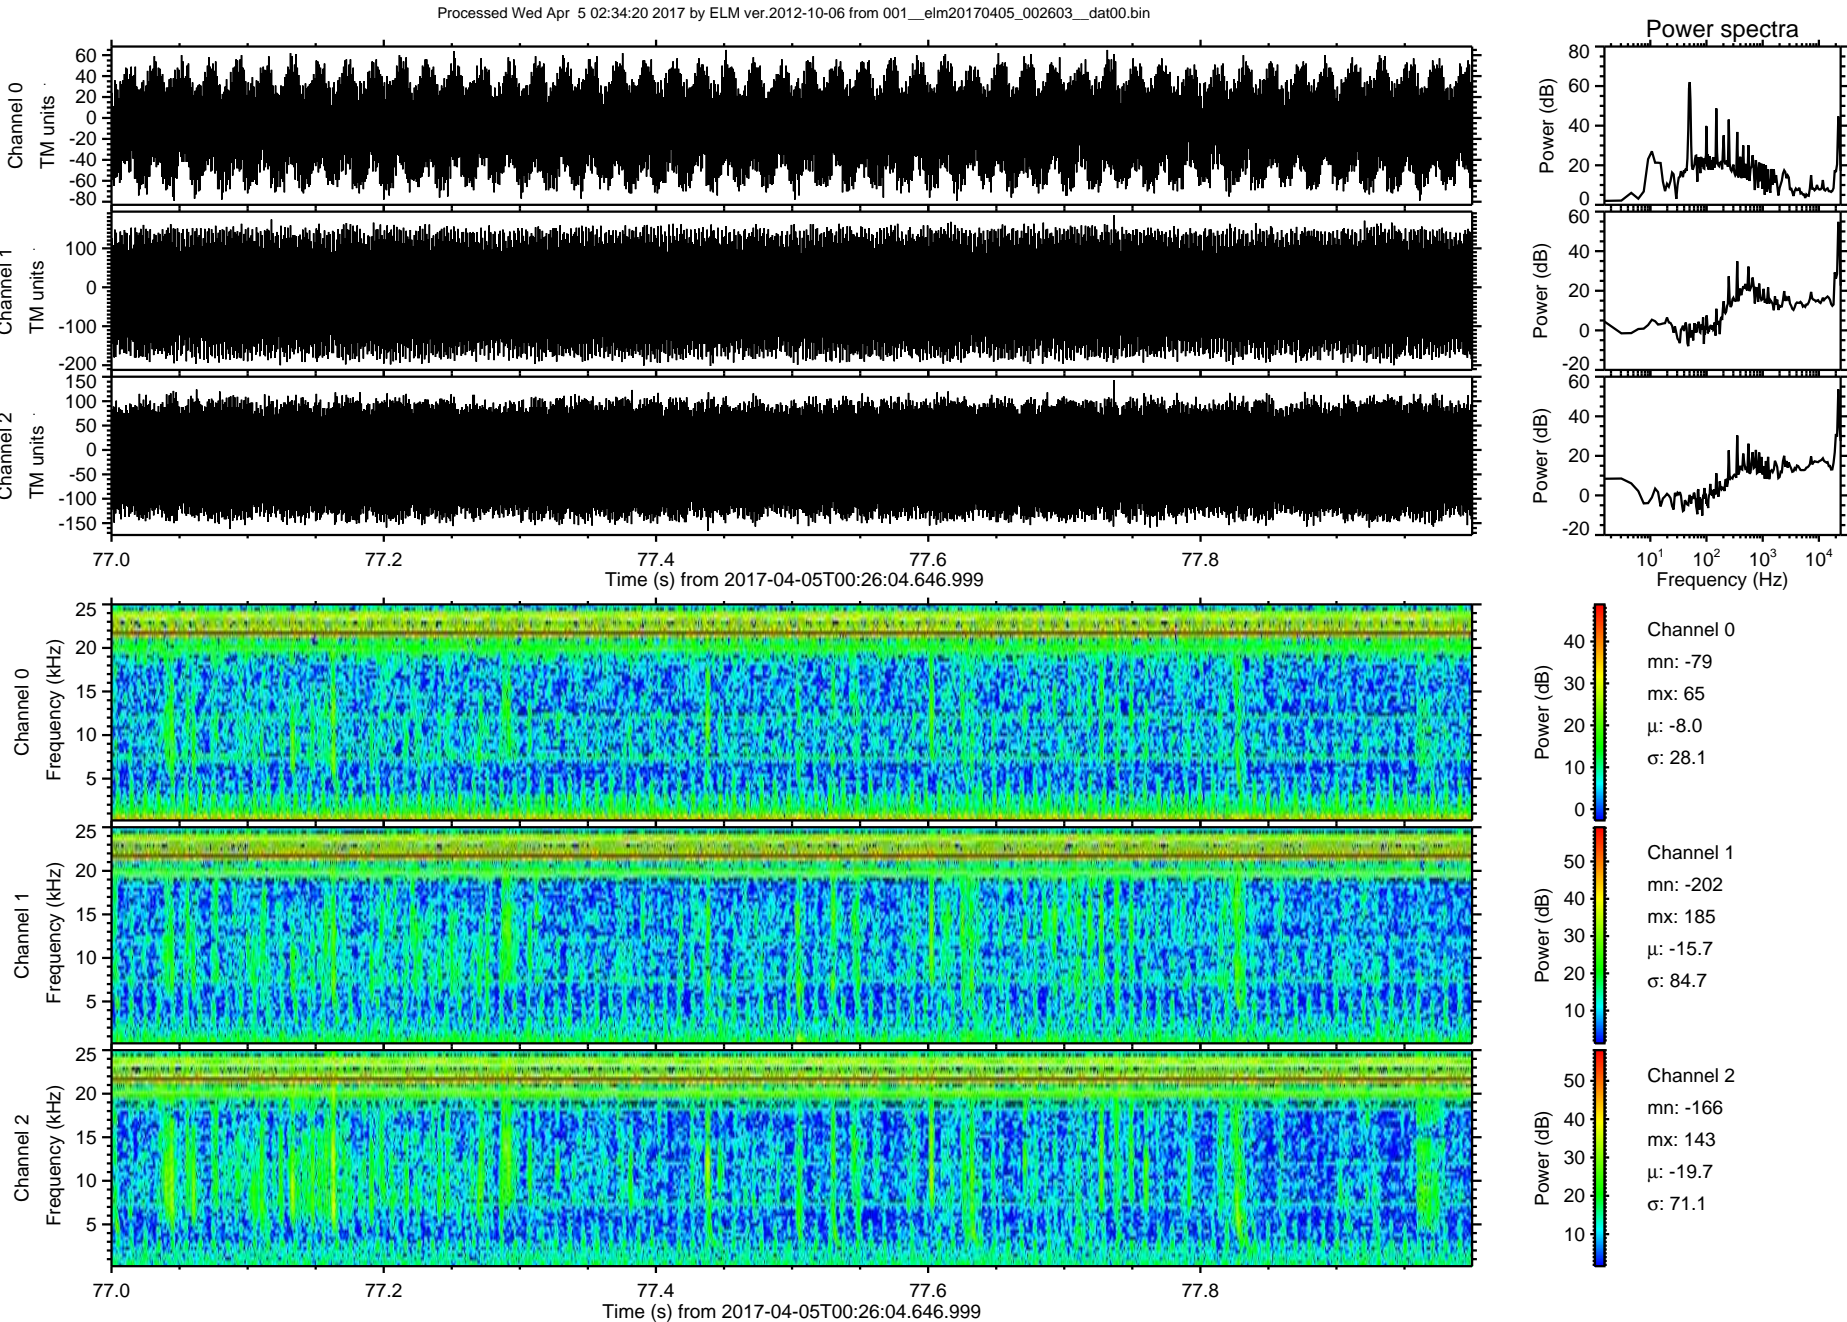 Processed Wed Apr  5 02:34:20 2017 by ELM ver.2012-10-06 from 001__elm20170405_002603__dat00.bin
Power spectra
Channel 0
TM units
60
40
20
0
-20
-40
-60
-80
Power (dB)
80
60
40
20
0
Channel 1
TM units
100
0
-100
-200
Power (dB)
60
40
20
0
-20
Channel 2
TM units
150
100
50
0
-50
-100
-150
Power (dB)
60
40
20
0
-20
77.0 77.2 77.4 77.6 77.8
Time (s) from 2017-04-05T00:26:04.646.999
10¹ 10² 10³ 10⁴
Frequency (Hz)
Channel 0
Frequency (kHz)
25
20
15
10
5
Power (dB)
40
30
20
10
0
Channel 0
mn: -79
mx: 65
μ: -8.0
σ: 28.1
Channel 1
Frequency (kHz)
25
20
15
10
5
Power (dB)
50
40
30
20
10
Channel 1
mn: -202
mx: 185
μ: -15.7
σ: 84.7
Channel 2
Frequency (kHz)
25
20
15
10
5
Power (dB)
50
40
30
20
10
Channel 2
mn: -166
mx: 143
μ: -19.7
σ: 71.1
77.0 77.2 77.4 77.6 77.8
Time (s) from 2017-04-05T00:26:04.646.999